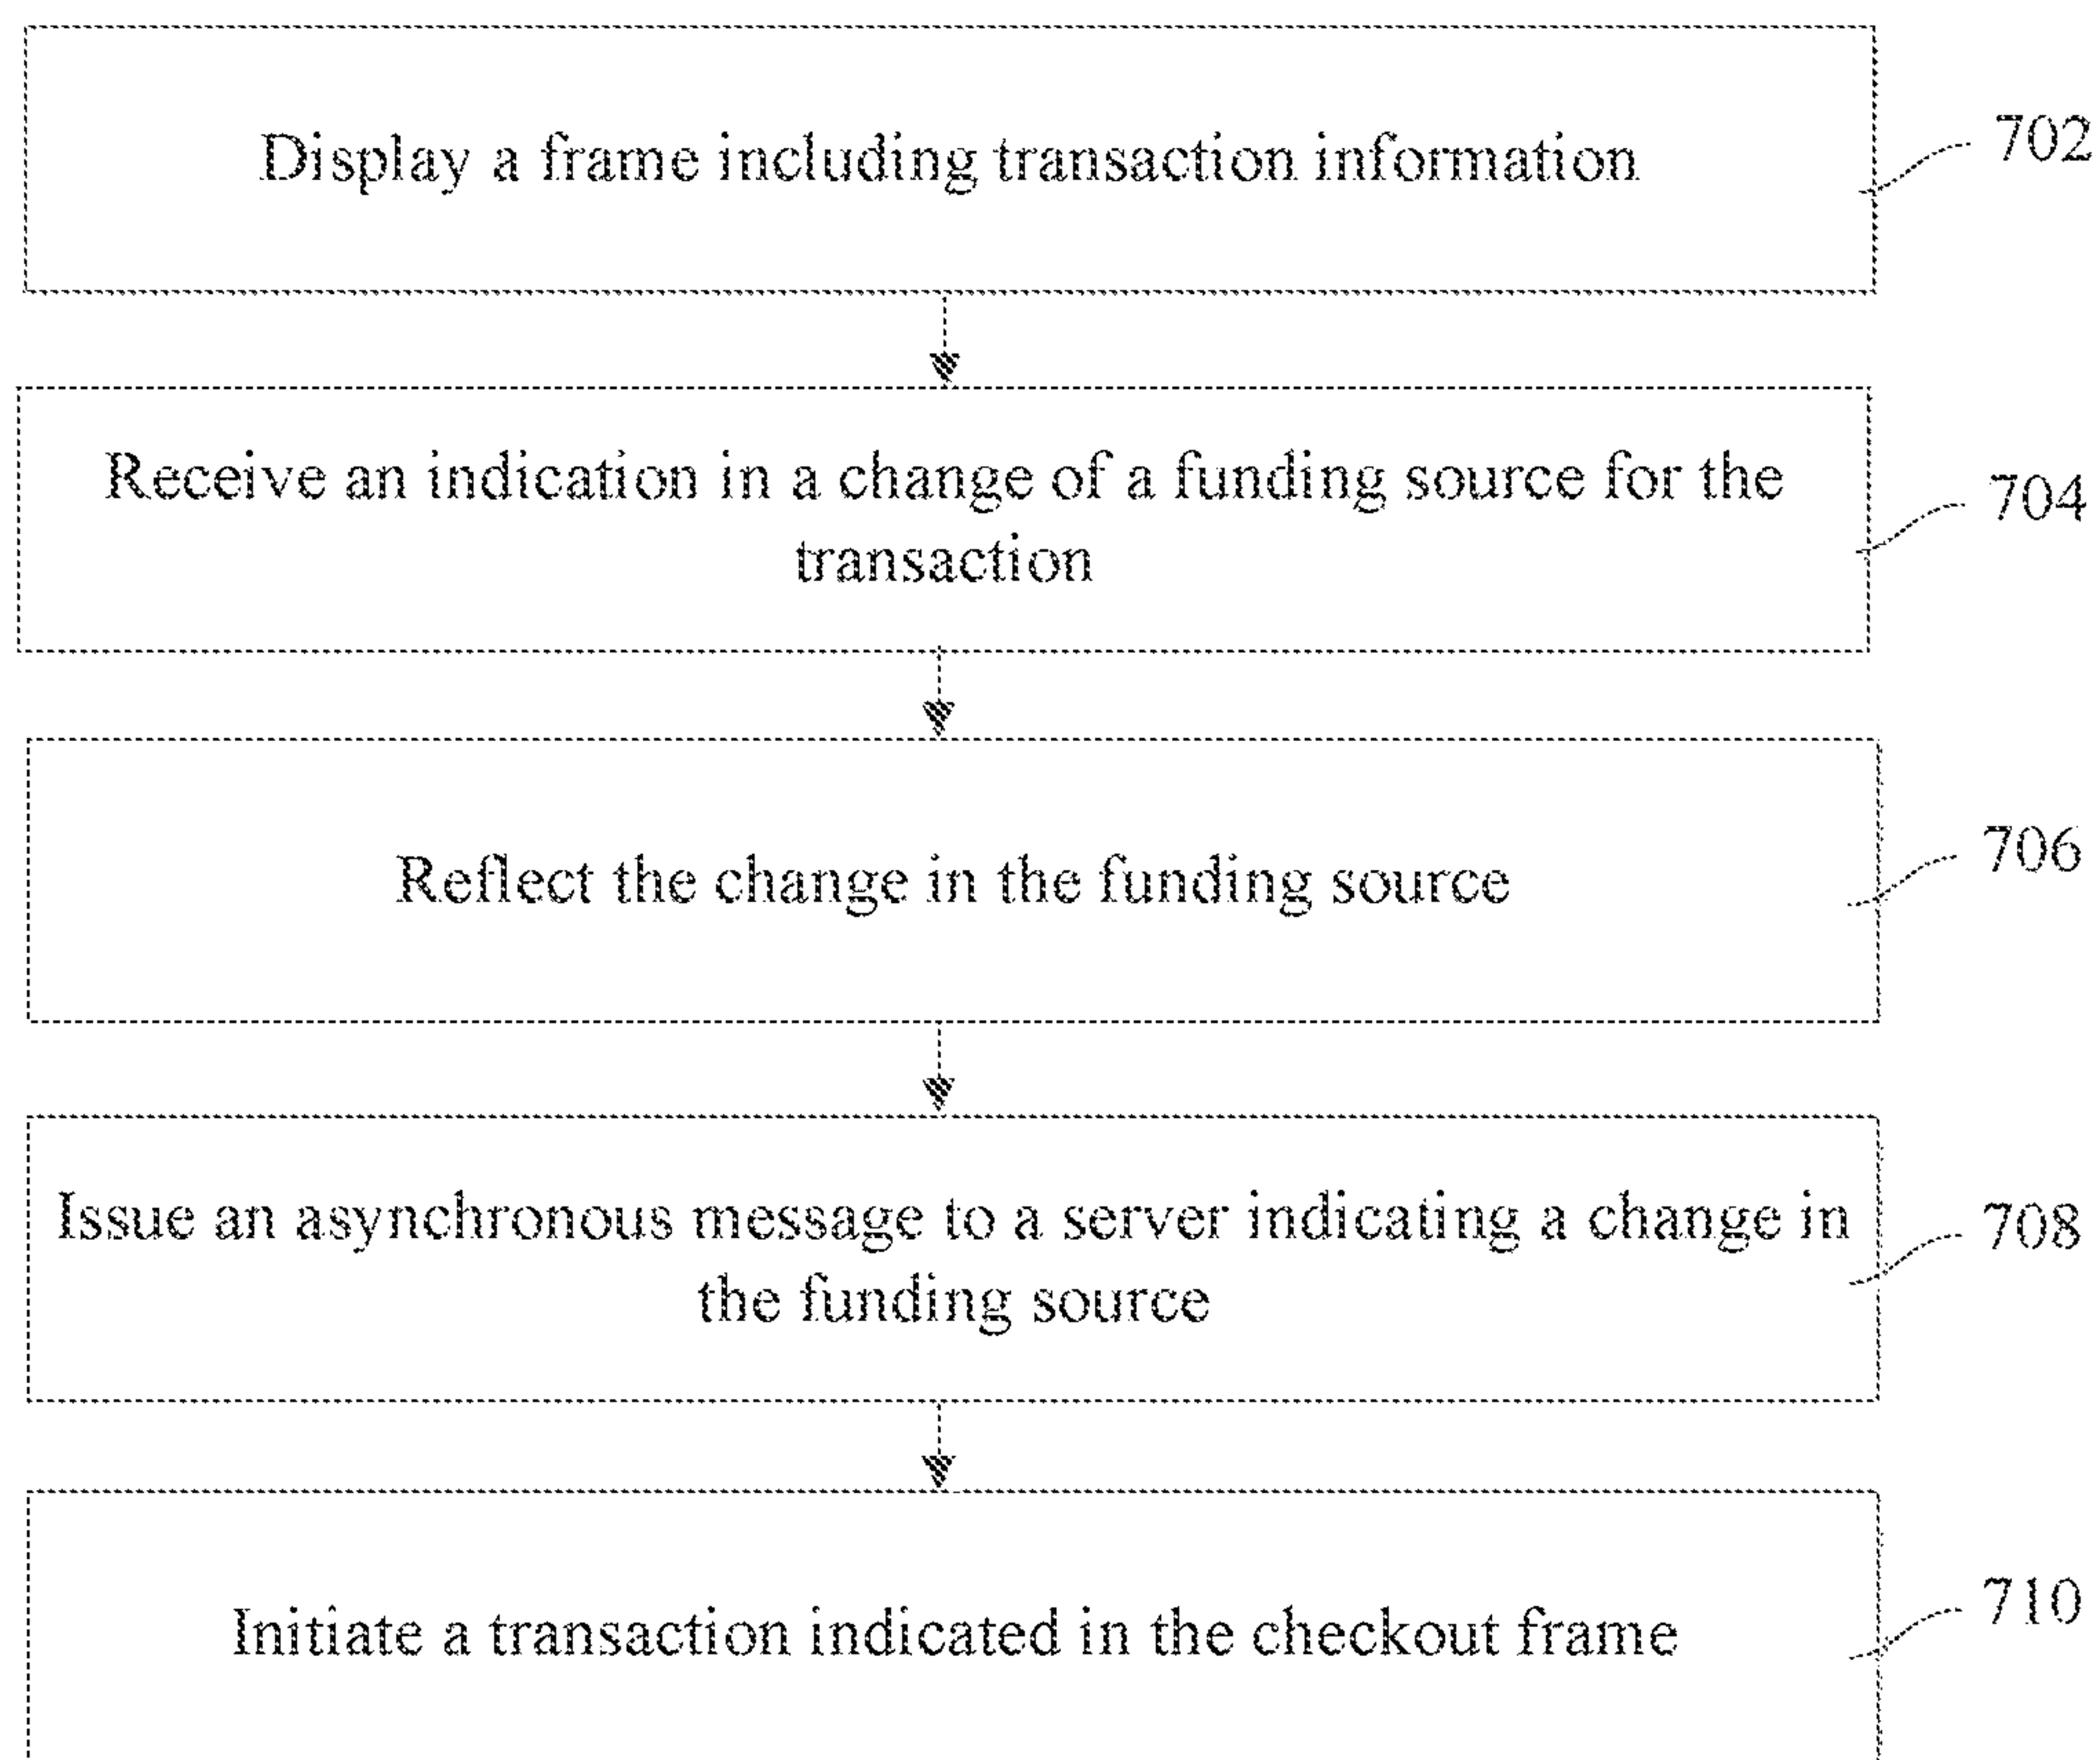 Display a frame including transaction information
702
Receive an indication in a change of a funding source for the
transaction
704
Reflect the change in the funding source
706
Issue an asynchronous message to a server indicating a change in
the funding source
708
Initiate a transaction indicated in the checkout frame
710